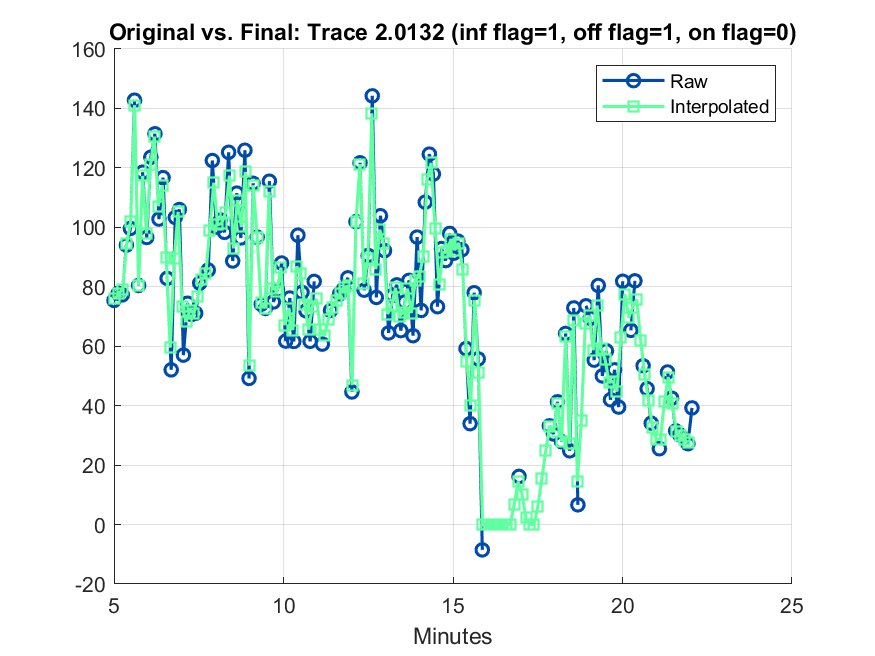 Original vs. Final: Trace 2.0132 (inf flag=1, off flag=1, on flag=0)
160
140
120
100
80
60
40
20
0
-20
Raw
Interpolated
5 10 15 20 25
Minutes